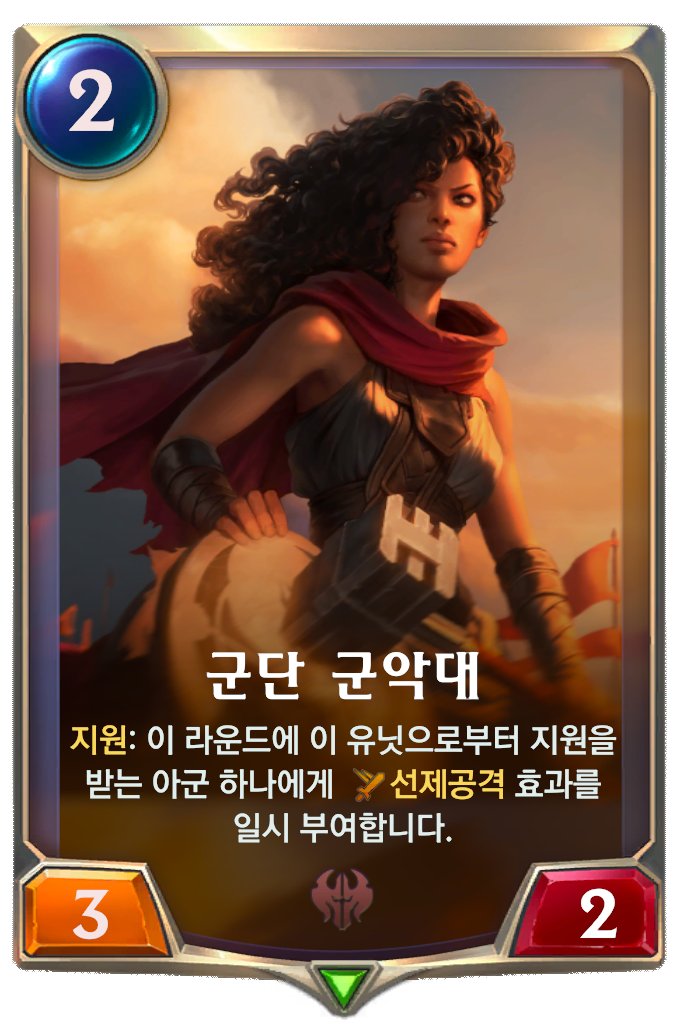 2
군단 군악대
지원: 이 라운드에 이 유닛으로부터 지원을
받는 아군 하나에게 선제공격 효과를
일시 부여합니다.
3
2